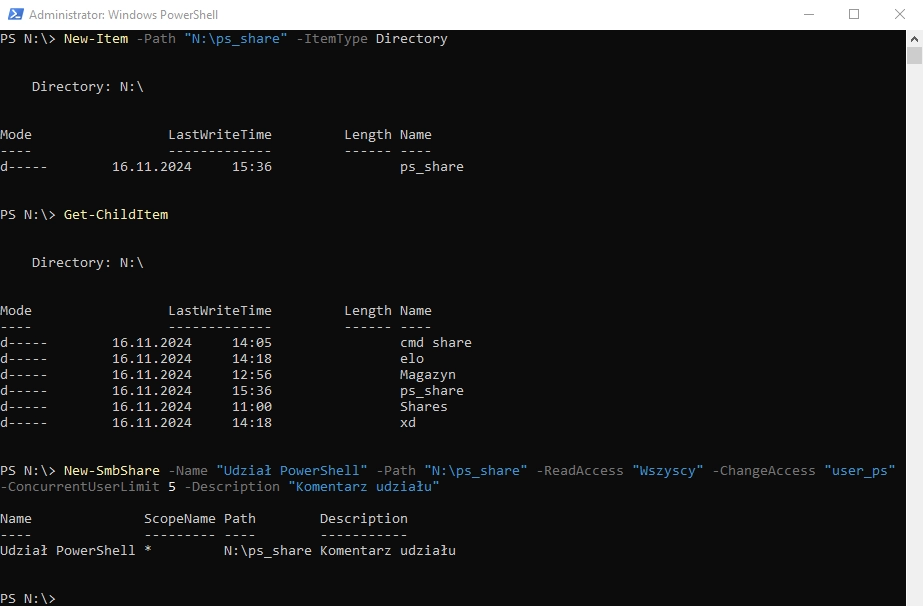 Administrator: Windows PowerShell
PS N:\> New-Item -Path "N:\ps_share" -ItemType Directory
Directory: N:\
Mode LastWriteTime Length Name
---- ------------- ------ ----
d----- 16.11.2024 15:36 ps_share
PS N:\> Get-ChildItem
Directory: N:\
Mode LastWriteTime Length Name
---- ------------- ------ ----
d----- 16.11.2024 14:05 cmd share
d----- 16.11.2024 14:18 elo
d----- 16.11.2024 12:56 Magazyn
d----- 16.11.2024 15:36 ps_share
d----- 16.11.2024 11:00 Shares
d----- 16.11.2024 14:18 xd
PS N:\> New-SmbShare -Name "Udział PowerShell" -Path "N:\ps_share" -ReadAccess "Wszyscy" -ChangeAccess "user_ps"
-ConcurrentUserLimit 5 -Description "Komentarz udziału"
Name ScopeName Path Description
---- --------- ---- -----------
Udział PowerShell * N:\ps_share Komentarz udziału
PS N:\>